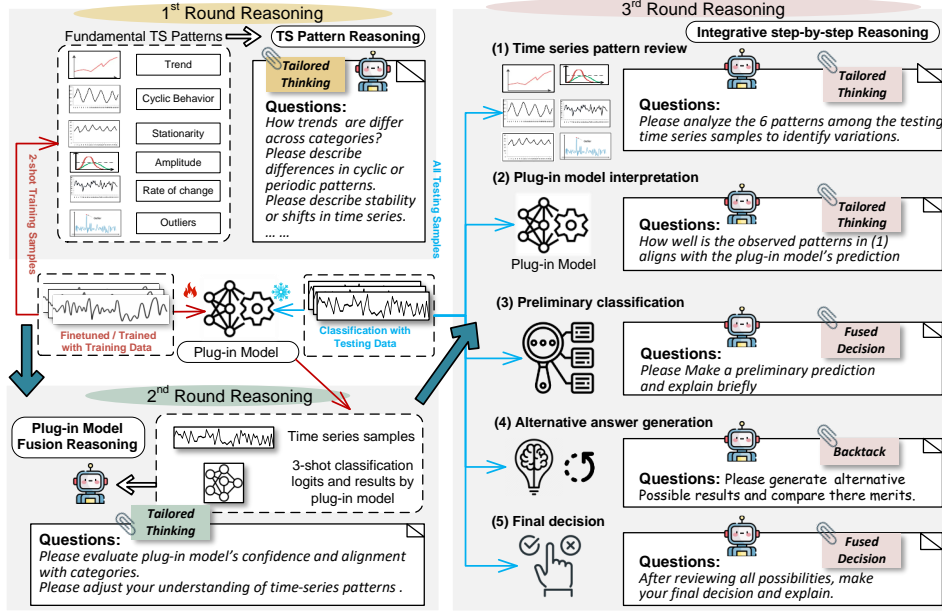 1st Round Reasoning
Fundamental TS Patterns
TS Pattern Reasoning
Trend
Cyclic Behavior
Stationarity
Amplitude
Rate of change
Outliers
Tailored
Thinking
Questions:
How trends are differ
across categories?
Please describe
differences in cyclic or
periodic patterns.
Please describe stability
or shifts in time series.
... ...
2-shot Training Samples
All Testing Samples
Finetuned / Trained
with Training Data
Plug-in Model
Classification with
Testing Data
2nd Round Reasoning
Plug-in Model
Fusion Reasoning
Time series samples
3-shot classification
logits and results by
plug-in model
Tailored
Thinking
Questions:
Please evaluate plug-in model's confidence and alignment
with categories.
Please adjust your understanding of time-series patterns .
3rd Round Reasoning
Integrative step-by-step Reasoning
(1) Time series pattern review
Tailored
Thinking
Questions:
Please analyze the 6 patterns among the testing
time series samples to identify variations.
(2) Plug-in model interpretation
Plug-in Model
Tailored
Thinking
Questions:
How well is the observed patterns in (1)
aligns with the plug-in model's prediction
(3) Preliminary classification
Fused
Decision
Questions:
Please Make a preliminary prediction
and explain briefly
(4) Alternative answer generation
Backtack
Questions: Please generate alternative
Possible results and compare there merits.
(5) Final decision
Fused
Decision
Questions:
After reviewing all possibilities, make
your final decision and explain.